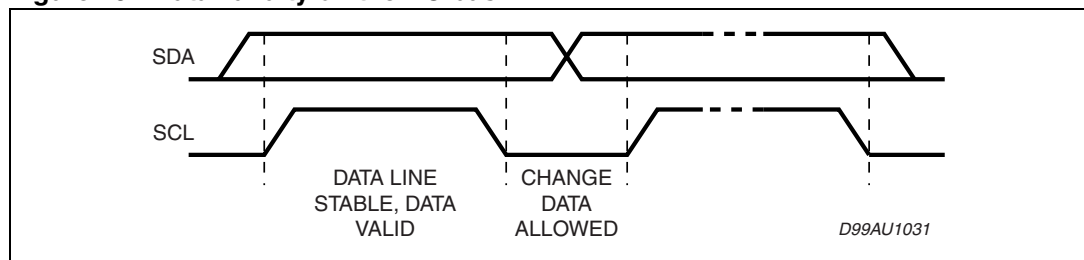 SDA
SCL
DATA LINE
STABLE, DATA
VALID
CHANGE
DATA
ALLOWED
D99AU1031